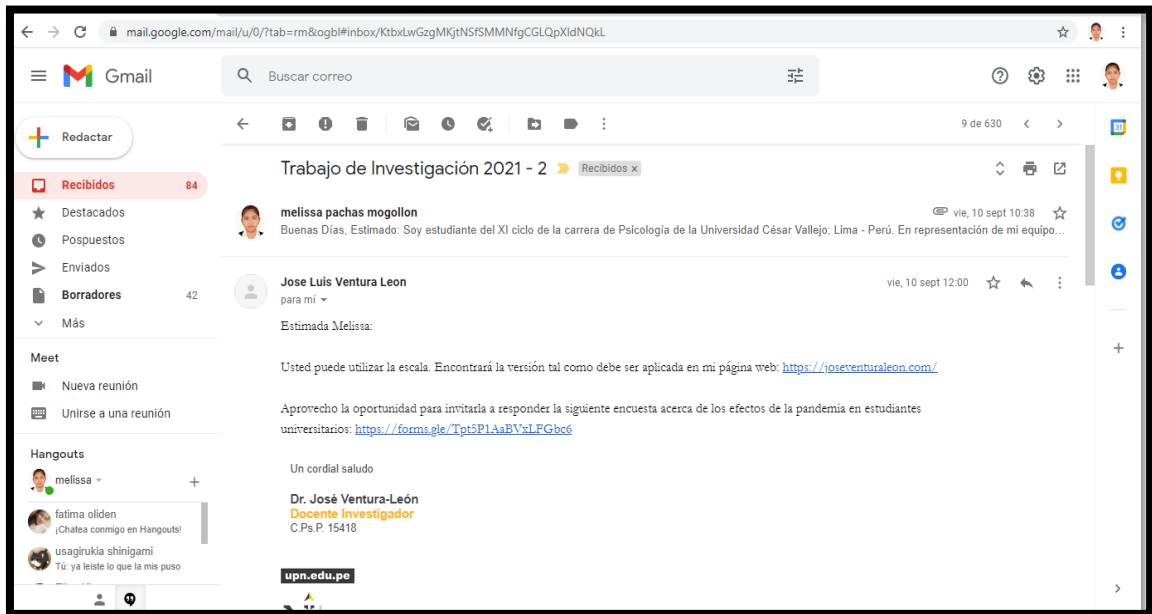 mail.google.com/mail/u/0/?tab=rm&ogbl#inbox/KtbxLwGzgMKjtNSfSMMNfgCGLQpXldNQkL
Gmail
Buscar correo
Redactar
9 de 630
Recibidos 84
Destacados
Pospuestos
Enviados
Borradores 42
Más
Meet
Nueva reunión
Unirse a una reunión
Hangouts
melissa
fatima oliden
¡Chatea conmigo en Hangouts!
usagirukia shinigami
Tú: ya leiste lo que la mis puso
Trabajo de Investigación 2021 - 2 Recibidos x
melissa pachas mogollon vie, 10 sept 10:38
Buenas Días, Estimado: Soy estudiante del XI ciclo de la carrera de Psicología de la Universidad César Vallejo; Lima - Perú. En representación de mi equipo...
Jose Luis Ventura Leon vie, 10 sept 12:00
para mí
Estimada Melissa:
Usted puede utilizar la escala. Encontrará la versión tal como debe ser aplicada en mi página web: https://joseventuraleon.com/
Aprovecho la oportunidad para invitarla a responder la siguiente encuesta acerca de los efectos de la pandemia en estudiantes
universitarios: https://forms.gle/Tpt5P1AaBVxLFGbc6
Un cordial saludo
Dr. José Ventura-León
Docente Investigador
C.Ps.P. 15418
upn.edu.pe
31